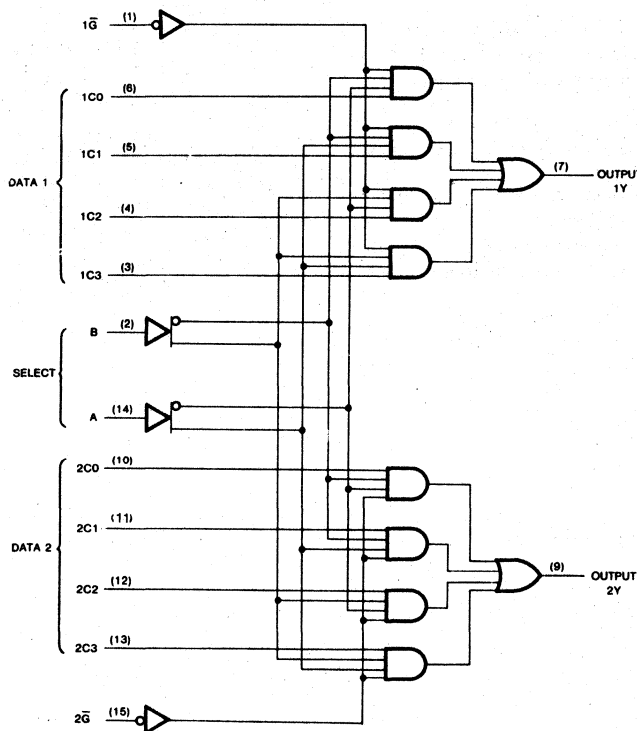 1G̅ (1)
(6)
1C0
(5)
1C1
DATA 1
(4)
1C2
(3)
1C3
(7)
OUTPUT
1Y
B (2)
SELECT
A (14)
2C0 (10)
2C1 (11)
DATA 2
2C2 (12)
2C3 (13)
(9)
OUTPUT
2Y
2G̅ (15)